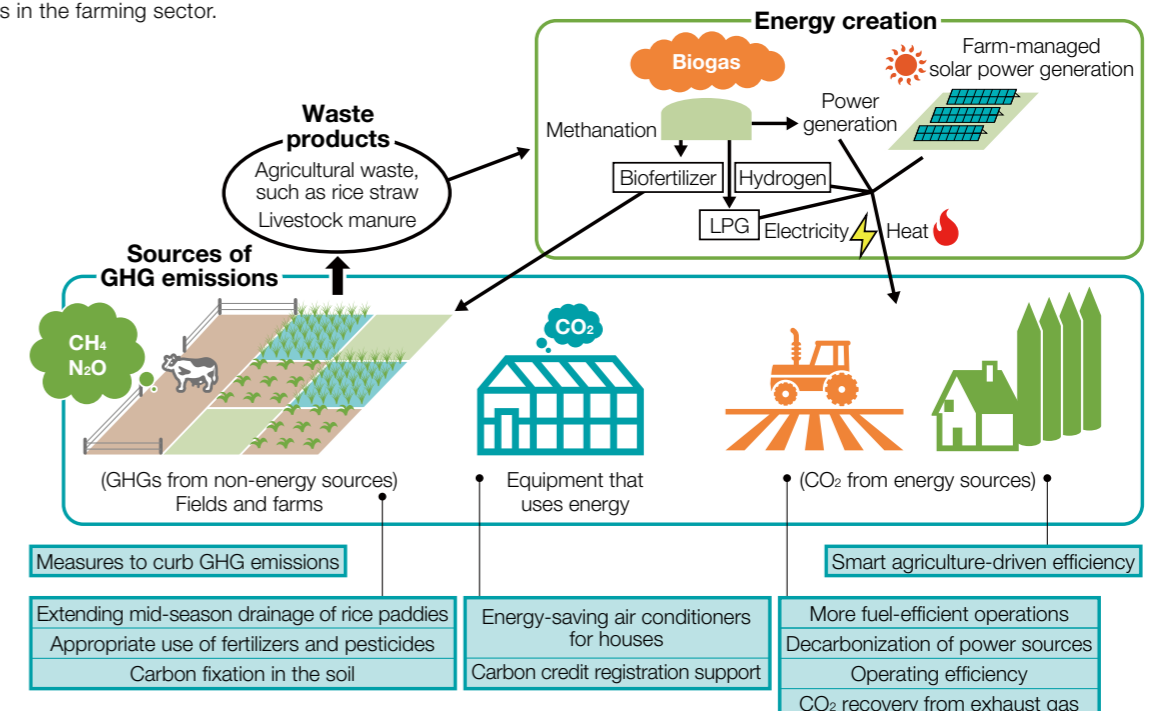 s in the farming sector.
Energy creation
Biogas
Farm-managed
solar power generation
Methanation
Power
generation
Biofertilizer
Hydrogen
LPG
Electricity
Heat
Waste
products
Agricultural waste,
such as rice straw
Livestock manure
Sources of
GHG emissions
CH₄
N₂O
CO₂
(GHGs from non-energy sources)
Fields and farms
Equipment that
uses energy
(CO₂ from energy sources)
Measures to curb GHG emissions
Smart agriculture-driven efficiency
Extending mid-season drainage of rice paddies
Appropriate use of fertilizers and pesticides
Carbon fixation in the soil
Energy-saving air conditioners
for houses
Carbon credit registration support
More fuel-efficient operations
Decarbonization of power sources
Operating efficiency
CO₂ recovery from exhaust gas